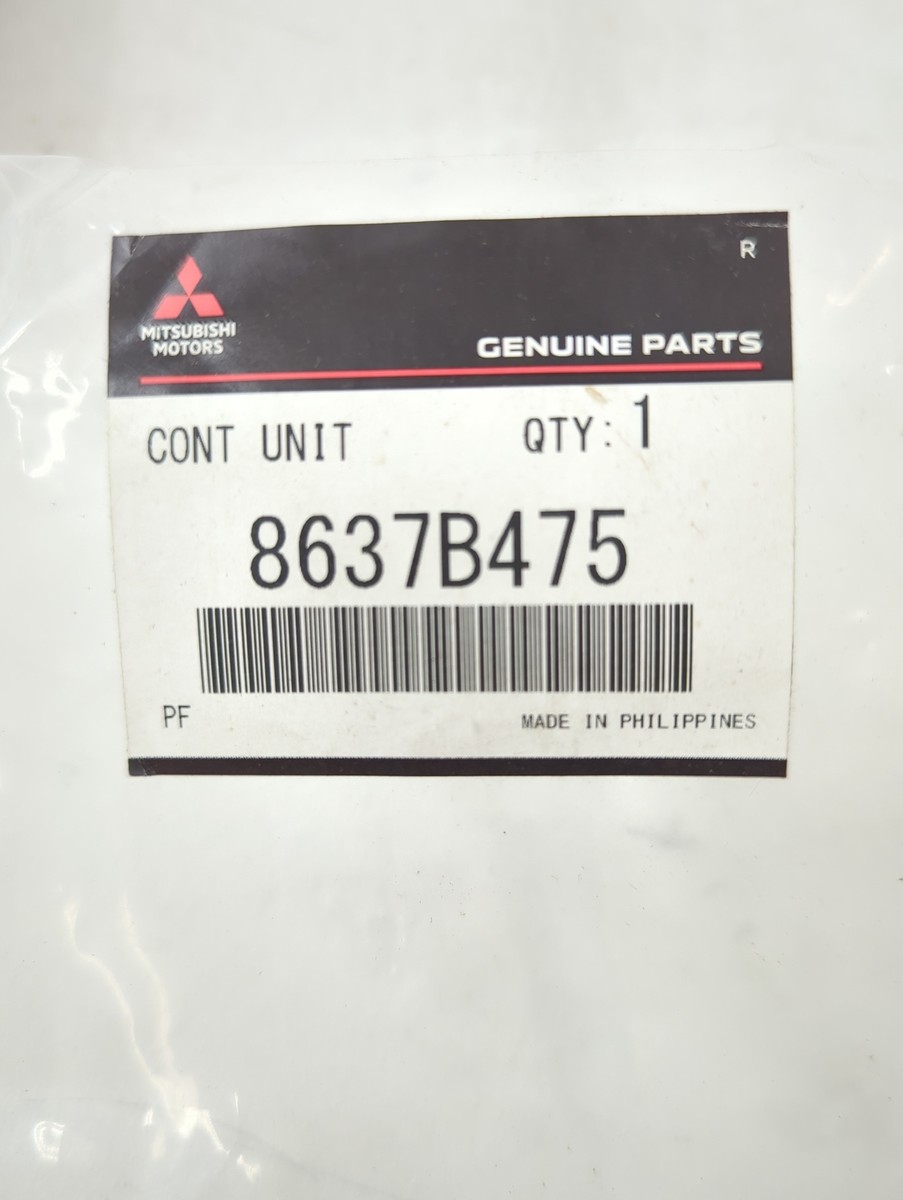 R
MITSUBISHI
MOTORS
GENUINE PARTS
CONT UNIT QTY: 1
8637B475
PF MADE IN PHILIPPINES